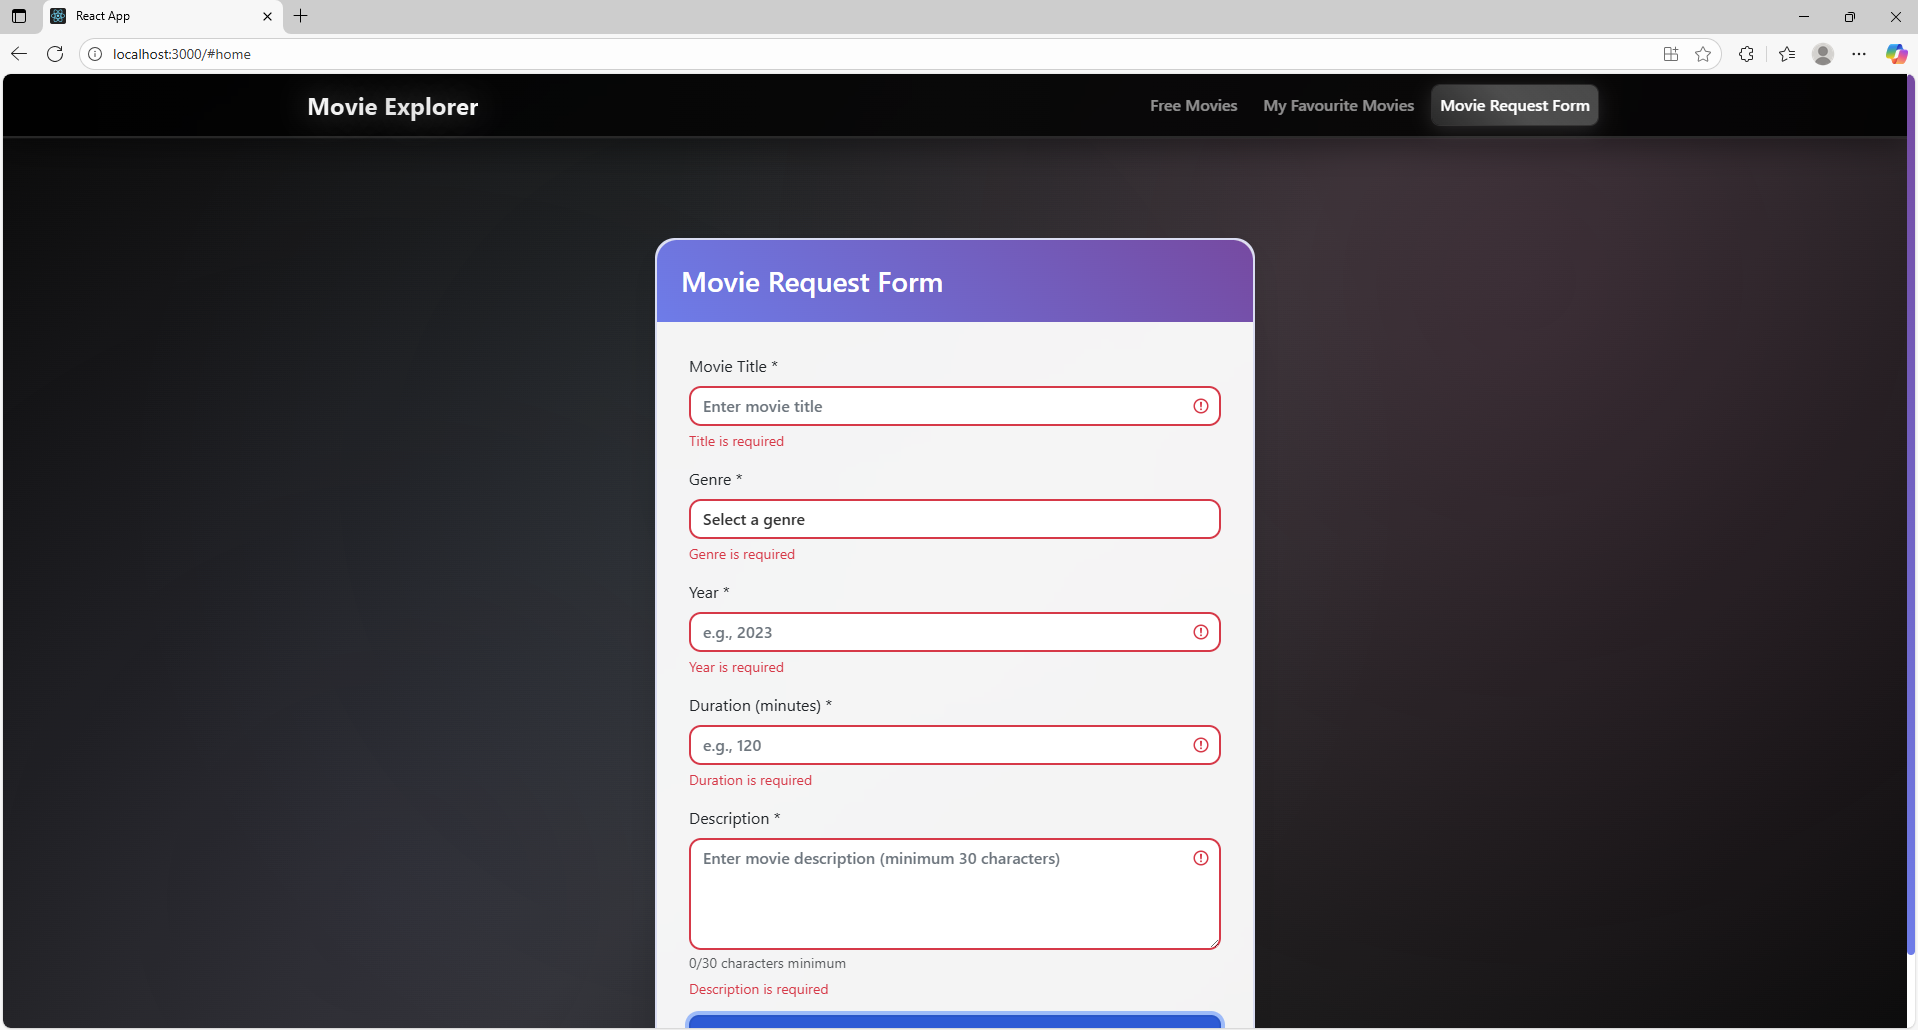 React App
localhost:3000/#home
Movie Explorer
Free Movies
My Favourite Movies
Movie Request Form
Movie Request Form
Movie Title *
Enter movie title
Title is required
Genre *
Select a genre
Genre is required
Year *
e.g., 2023
Year is required
Duration (minutes) *
e.g., 120
Duration is required
Description *
Enter movie description (minimum 30 characters)
0/30 characters minimum
Description is required